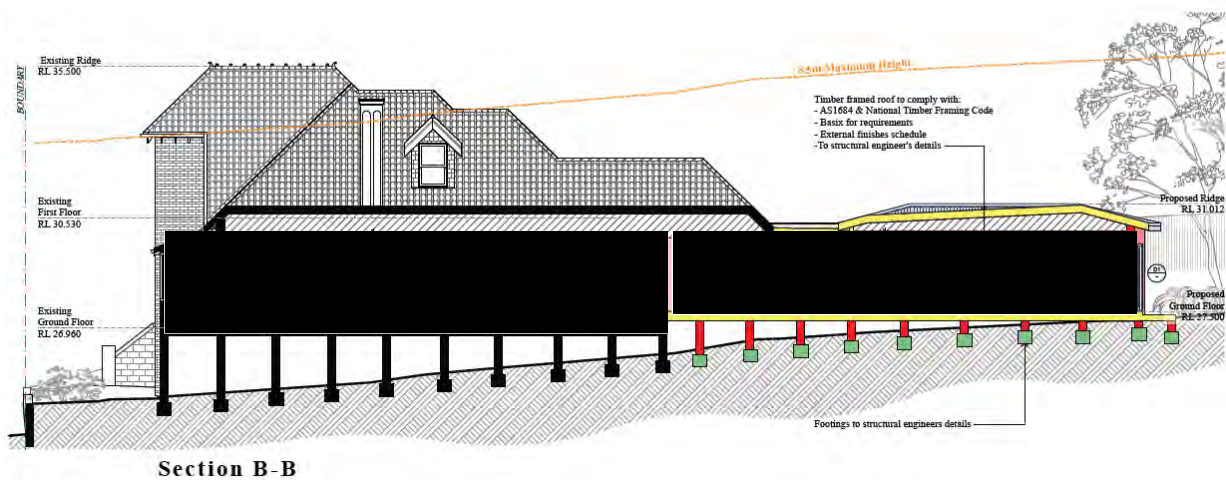 Existing Ridge
RL 35.500
BOUNDARY
8.5m Maximum Height
Timber framed roof to comply with:
- AS1684 & National Timber Framing Code
- Basix for requirements
- External finishes schedule
-To structural engineer's details
Existing
First Floor
RL 30.530
Proposed Ridge
RL 31.012
D1
Existing
Ground Floor
RL 26.960
Proposed
Ground Floor
RL 27.300
Footings to structural engineers details
Section B-B